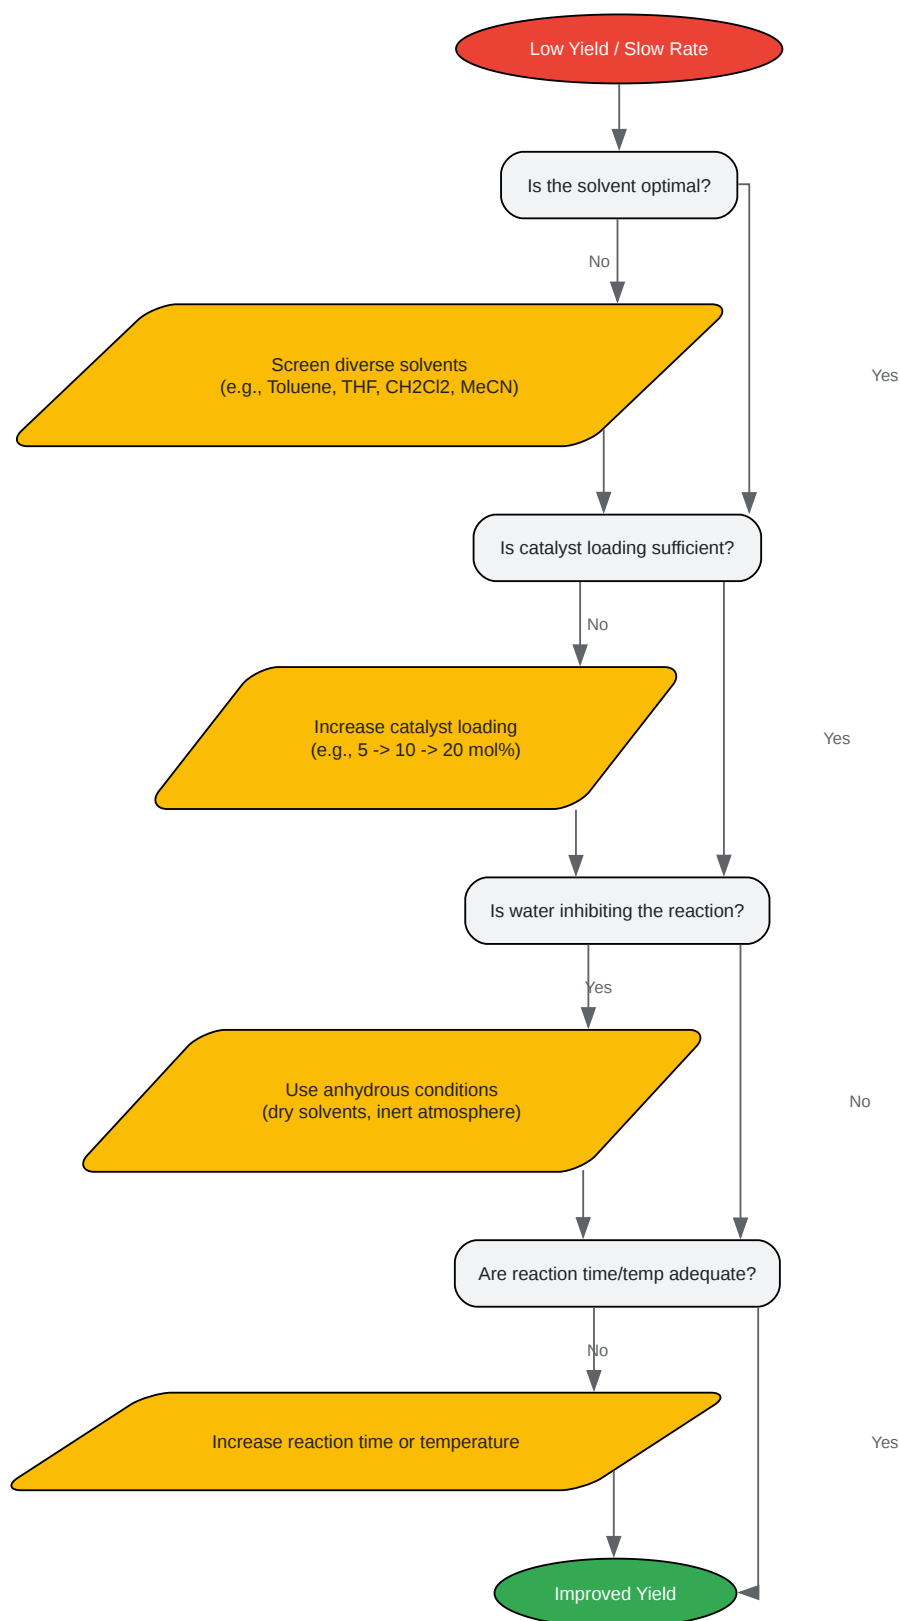 Low Yield / Slow Rate
Is the solvent optimal?
No
Screen diverse solvents
(e.g., Toluene, THF, CH2Cl2, MeCN)
Yes
Is catalyst loading sufficient?
No
Increase catalyst loading
(e.g., 5 -> 10 -> 20 mol%)
Yes
Is water inhibiting the reaction?
Yes
Use anhydrous conditions
(dry solvents, inert atmosphere)
No
Are reaction time/temp adequate?
No
Increase reaction time or temperature
Yes
Improved Yield